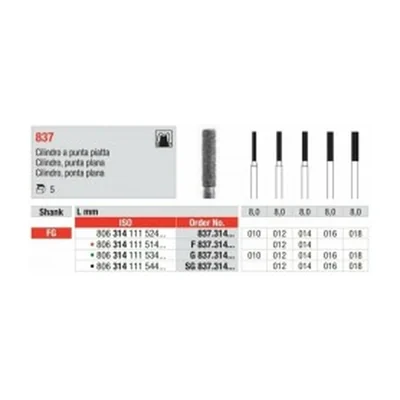 837
Cilindro a punta piatta
Cilindro, punta plana
Cilindro, punta plana
5
Shank L mm 8,0 8,0 8,0 8,0 8,0
ISO Order No.
FG 806 314 111 524... 837.314... 010 012 014 016 018
806 314 111 514... F 837.314... 012 014
806 314 111 534... G 837.314... 010 012 014 016 018
806 314 111 544... SG 837.314... 012 014 016 018